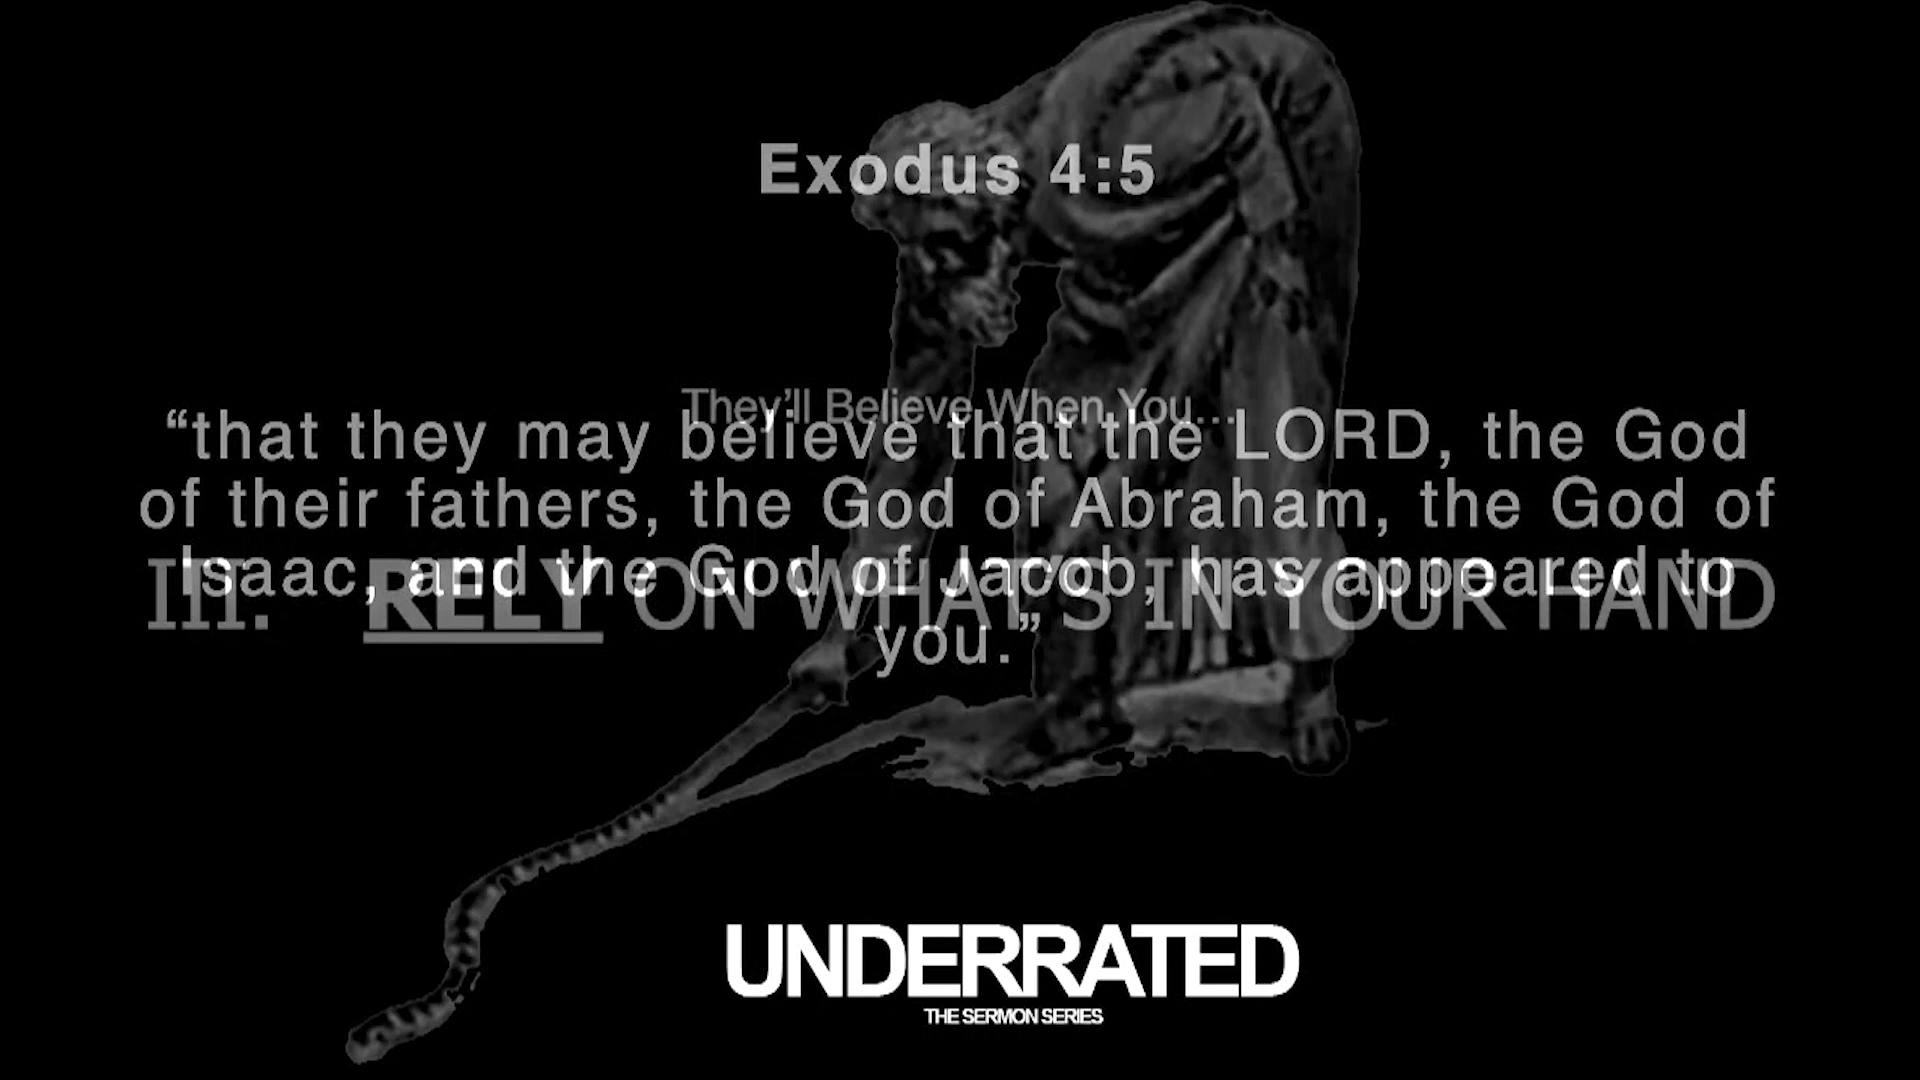 Exodus 4:5
They'll Believe When You...
“that they may believe that the LORD, the God
of their fathers, the God of Abraham, the God of
Isaac, and the God of Jacob, has appeared to
you.”
III. RELY ON WHAT'S IN YOUR HAND
UNDERRATED
THE SERMON SERIES